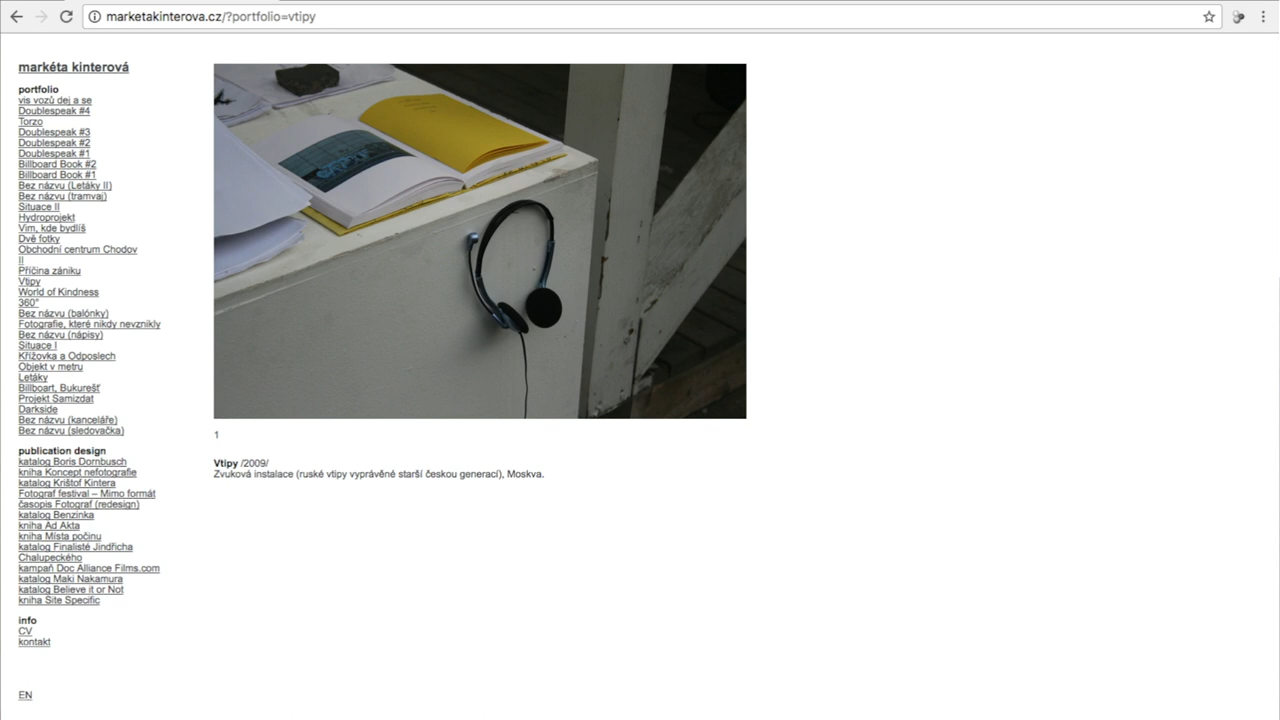 marketakinterova.cz/?portfolio=vtipy
markéta kinterová
portfolio
vis vozů dej a se
Doublespeak #4
Torzo
Doublespeak #3
Doublespeak #2
Doublespeak #1
Billboard Book #2
Billboard Book #1
Bez názvu (Letáky II)
Bez názvu (tramvaj)
Situace II
Hydroprojekt
Vím, kde bydlíš
Dvě fotky
Obchodní centrum Chodov
II
Příčina zániku
Vtipy
World of Kindness
360°
Bez názvu (balónky)
Fotografie, které nikdy nevznikly
Bez názvu (nápisy)
Situace I
Křížovka a Odposlech
Objekt v metru
Letáky
Billboart, Bukurešť
Projekt Samizdat
Darkside
Bez názvu (kanceláře)
Bez názvu (sledovačka)
publication design
katalog Boris Dornbusch
kniha Koncept nefotografie
katalog Krištof Kintera
Fotograf festival – Mimo formát
časopis Fotograf (redesign)
katalog Benzinka
kniha Ad Akta
kniha Místa počinu
katalog Finalisté Jindřicha
Chalupeckého
kampaň Doc Alliance Films.com
katalog Maki Nakamura
katalog Believe it or Not
kniha Site Specific
info
CV
kontakt
EN
1
Vtipy /2009/
Zvuková instalace (ruské vtipy vyprávěné starší českou generací), Moskva.